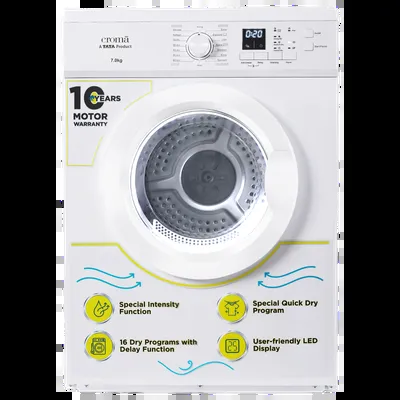 cromā
A TATA Product
7.0kg
0:20
10 YEARS
MOTOR
WARRANTY
Special Intensity
Function
Special Quick Dry
Program
16 Dry Programs with
Delay Function
User-friendly LED
Display